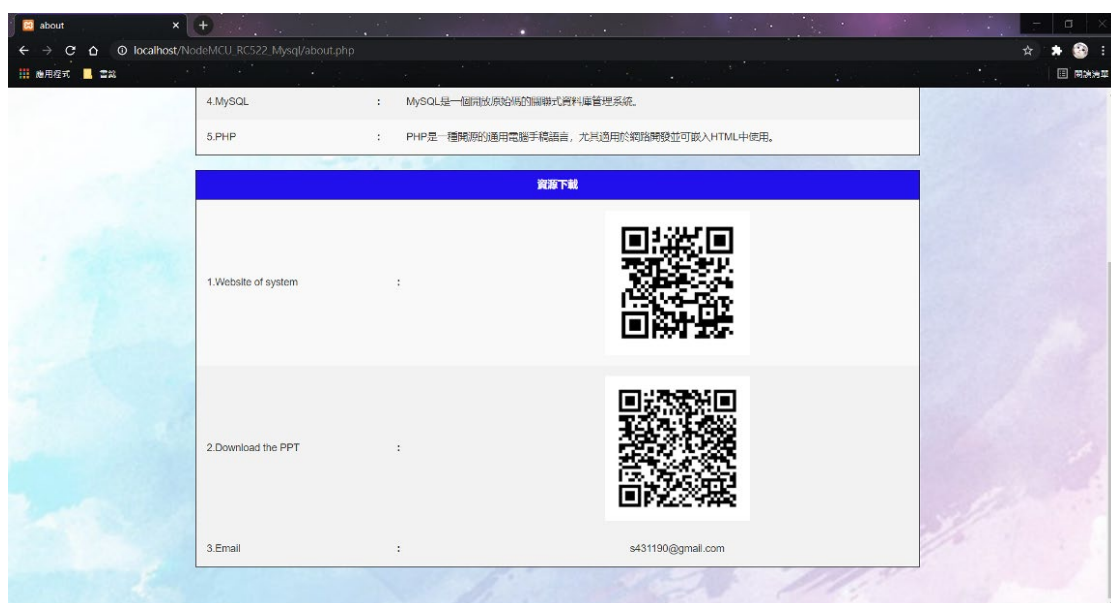 about
localhost/NodeMCU_RC522_Mysql/about.php
應用程式 書籤
閱讀清單
4.MySQL : MySQL是一個開放原始碼的關聯式資料庫管理系統。
5.PHP : PHP是一種開源的通用電腦手稿語言，尤其適用於網路開發並可嵌入HTML中使用。
資源下載
1.Website of system :
2.Download the PPT :
3.Email : s431190@gmail.com